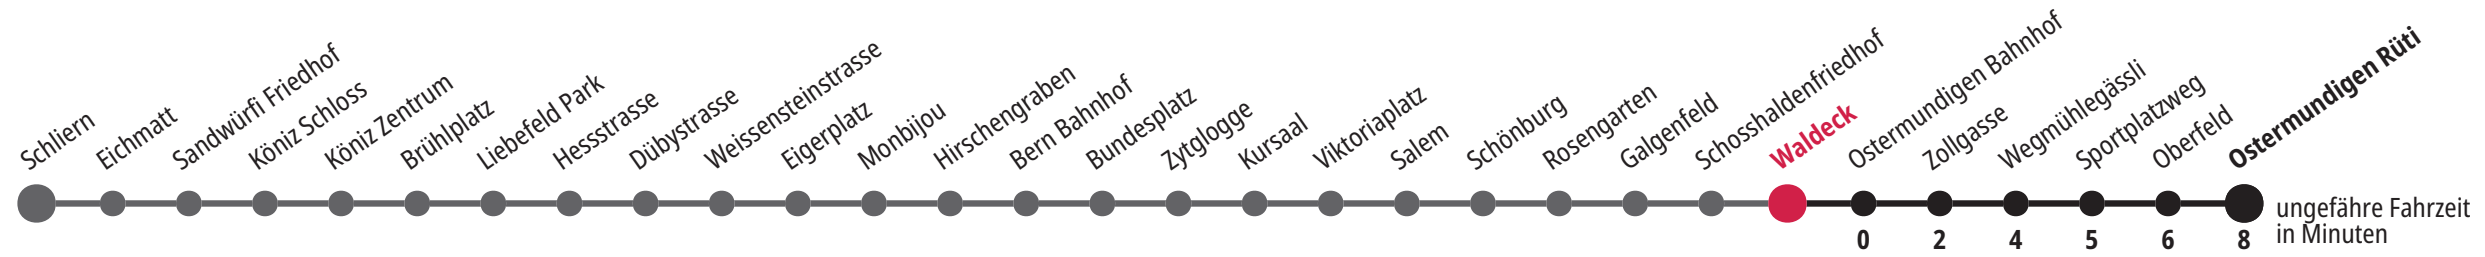 Schliern
Eichmatt
Sandwürfi Friedhof
Köniz Schloss
Köniz Zentrum
Brühlplatz
Liebefeld Park
Hessstrasse
Dübystrasse
Weissensteinstrasse
Eigerplatz
Monbijou
Hirschengraben
Bern Bahnhof
Bundesplatz
Zytglogge
Kursaal
Viktoriaplatz
Salem
Schönburg
Rosengarten
Galgenfeld
Schosshaldenfriedhof
Waldeck
Ostermundigen Bahnhof
Zollgasse
Wegmühlegässli
Sportplatzweg
Oberfeld
Ostermundigen Rüti
ungefähre Fahrzeit
in Minuten
0 2 4 5 6 8